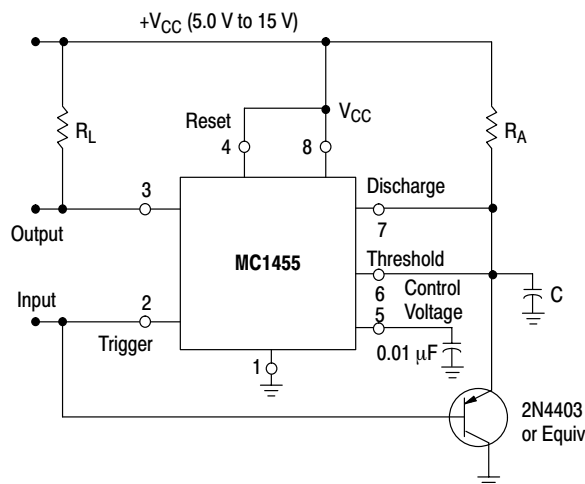 +VCC (5.0 V to 15 V)
RL
Reset
4
VCC
8
RA
3
Discharge
7
Output
MC1455
Threshold
6
C
Input
2
Trigger
Control
Voltage
5
0.01 μF
1
2N4403
or Equiv